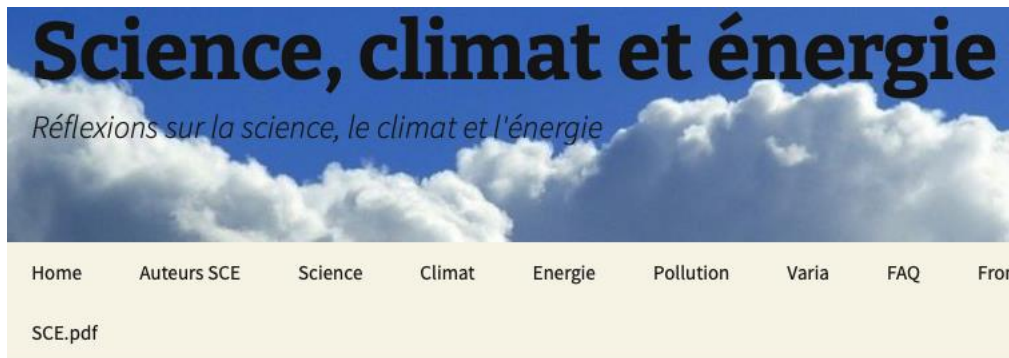 Science, climat et énergie
Réflexions sur la science, le climat et l'énergie
Home Auteurs SCE Science Climat Energie Pollution Varia FAQ
SCE.pdf